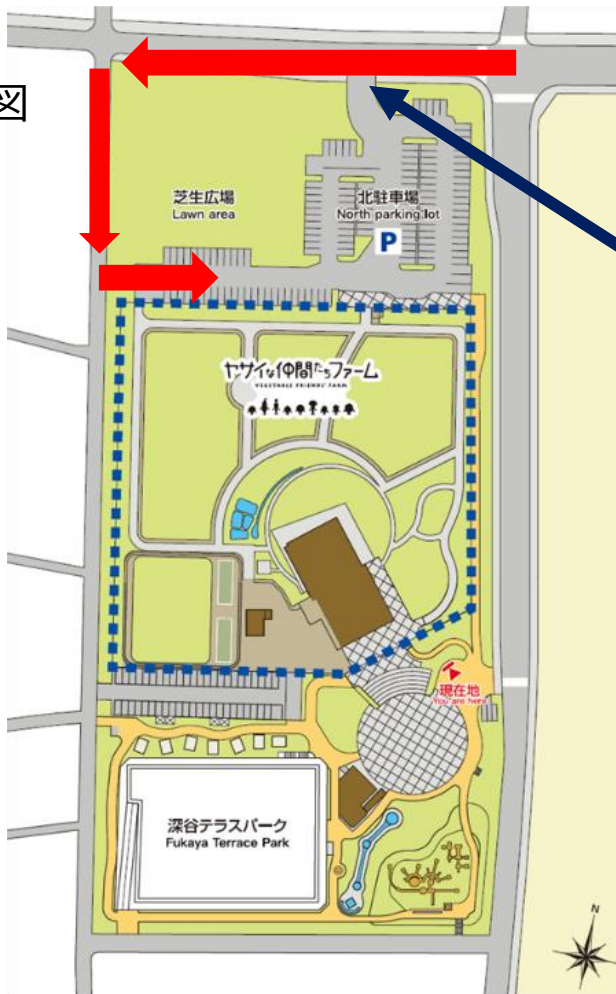 図
芝生広場
Lawn area
北駐車場
North parking lot
P
ヤサイな仲間たちファーム
VEGETABLE FRIENDS' FARM
現在地
You are here
深谷テラスパーク
Fukaya Terrace Park
N